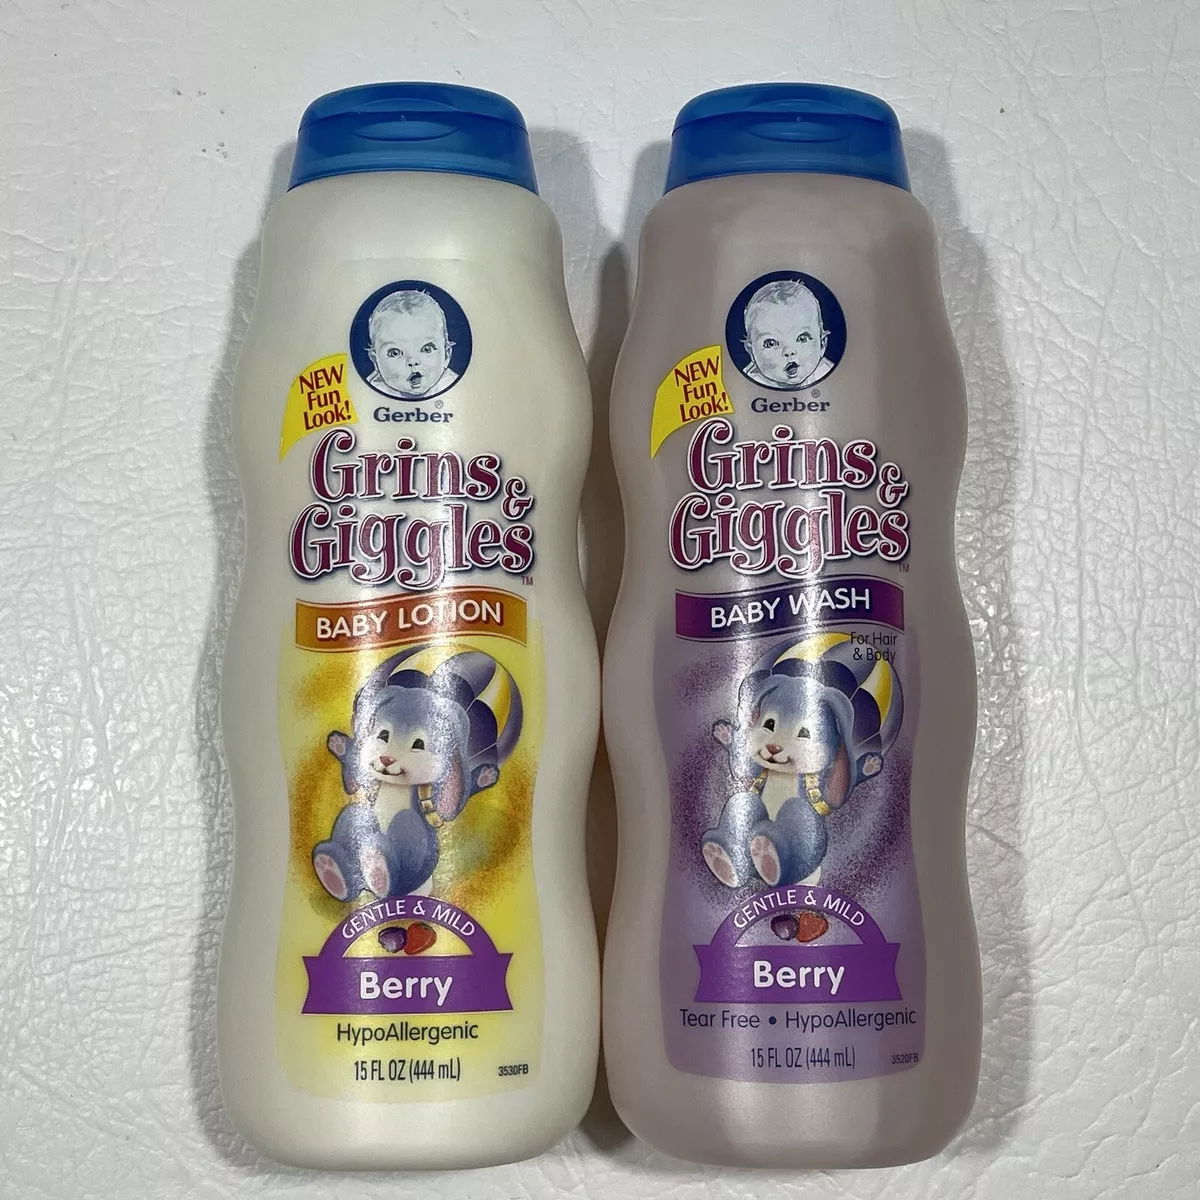 NEW
Fun
Look!
Gerber®
Grins &
Giggles™
BABY LOTION
GENTLE & MILD
Berry
HypoAllergenic
15 FL OZ (444 mL)
3530FB
NEW
Fun
Look!
Gerber®
Grins &
Giggles™
BABY WASH
For Hair
& Body
GENTLE & MILD
Berry
Tear Free • HypoAllergenic
15 FL OZ (444 mL)
3520FB